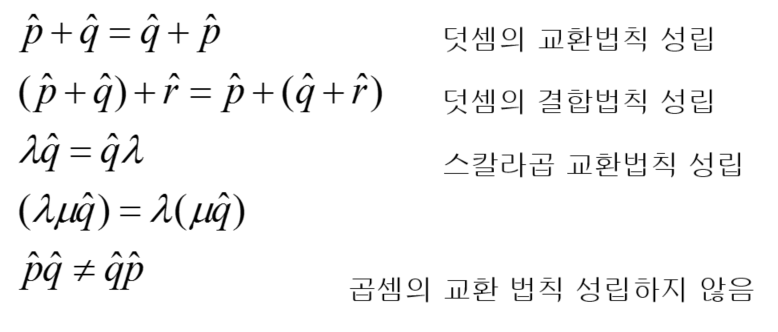 p̂ + q̂ = q̂ + p̂ 덧셈의 교환법칙 성립
(p̂ + q̂) + r̂ = p̂ + (q̂ + r̂) 덧셈의 결합법칙 성립
λq̂ = q̂λ 스칼라곱 교환법칙 성립
(λμq̂) = λ(μq̂)
p̂q̂ ≠ q̂p̂ 곱셈의 교환 법칙 성립하지 않음